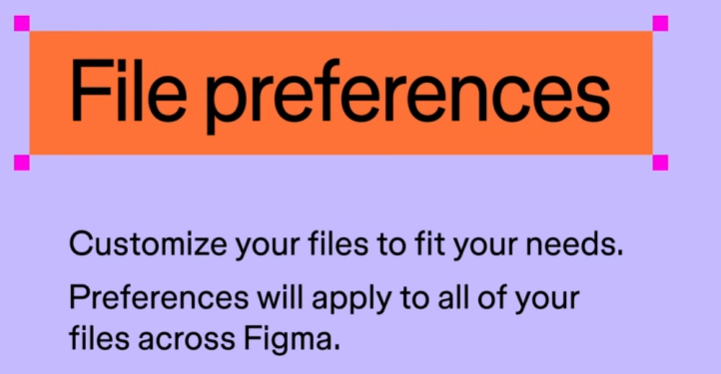 File preferences
Customize your files to fit your needs.
Preferences will apply to all of your
files across Figma.